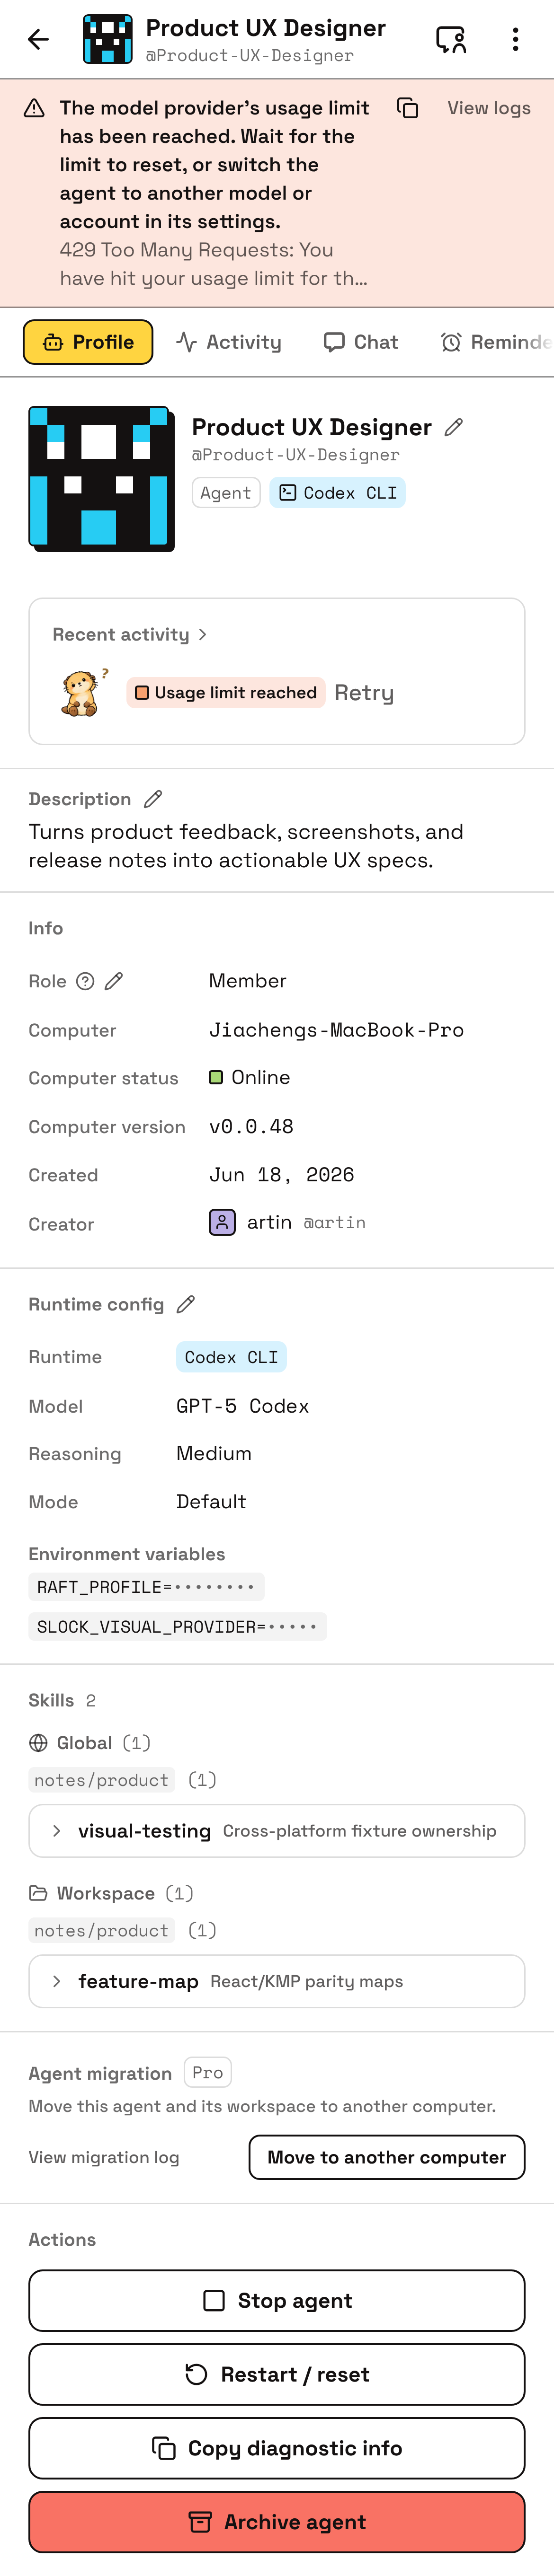 Product UX Designer
@Product-UX-Designer
The model provider's usage limit
has been reached. Wait for the
limit to reset, or switch the
agent to another model or
account in its settings.
429 Too Many Requests: You
have hit your usage limit for th…
View logs
Profile
Activity
Chat
Reminde
Product UX Designer
@Product-UX-Designer
Agent
Codex CLI
Recent activity
?
Usage limit reached
Retry
Description
Turns product feedback, screenshots, and
release notes into actionable UX specs.
Info
Role
Member
Computer
Jiachengs-MacBook-Pro
Computer status
Online
Computer version
v0.0.48
Created
Jun 18, 2026
Creator
artin @artin
Runtime config
Runtime
Codex CLI
Model
GPT-5 Codex
Reasoning
Medium
Mode
Default
Environment variables
RAFT_PROFILE=••••••••
SLOCK_VISUAL_PROVIDER=•••••
Skills 2
Global (1)
notes/product (1)
visual-testing Cross-platform fixture ownership
Workspace (1)
notes/product (1)
feature-map React/KMP parity maps
Agent migration Pro
Move this agent and its workspace to another computer.
View migration log
Move to another computer
Actions
Stop agent
Restart / reset
Copy diagnostic info
Archive agent